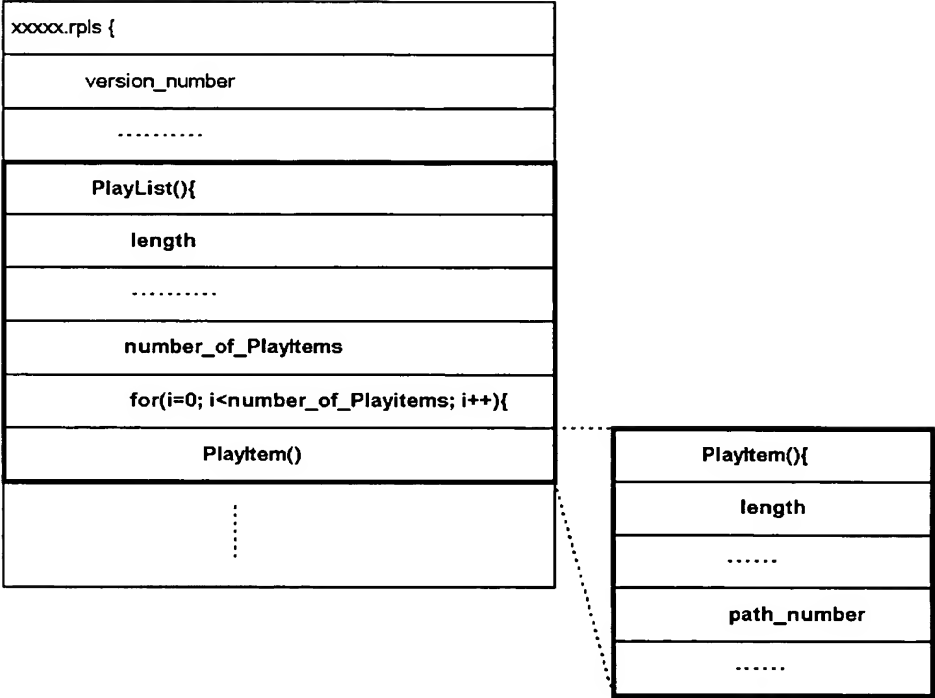 xxxxx.rpls {
version_number
..........
PlayList(){
length
..........
number_of_PlayItems
for(i=0; i<number_of_Playitems; i++){
PlayItem()
PlayItem(){
length
......
path_number
......